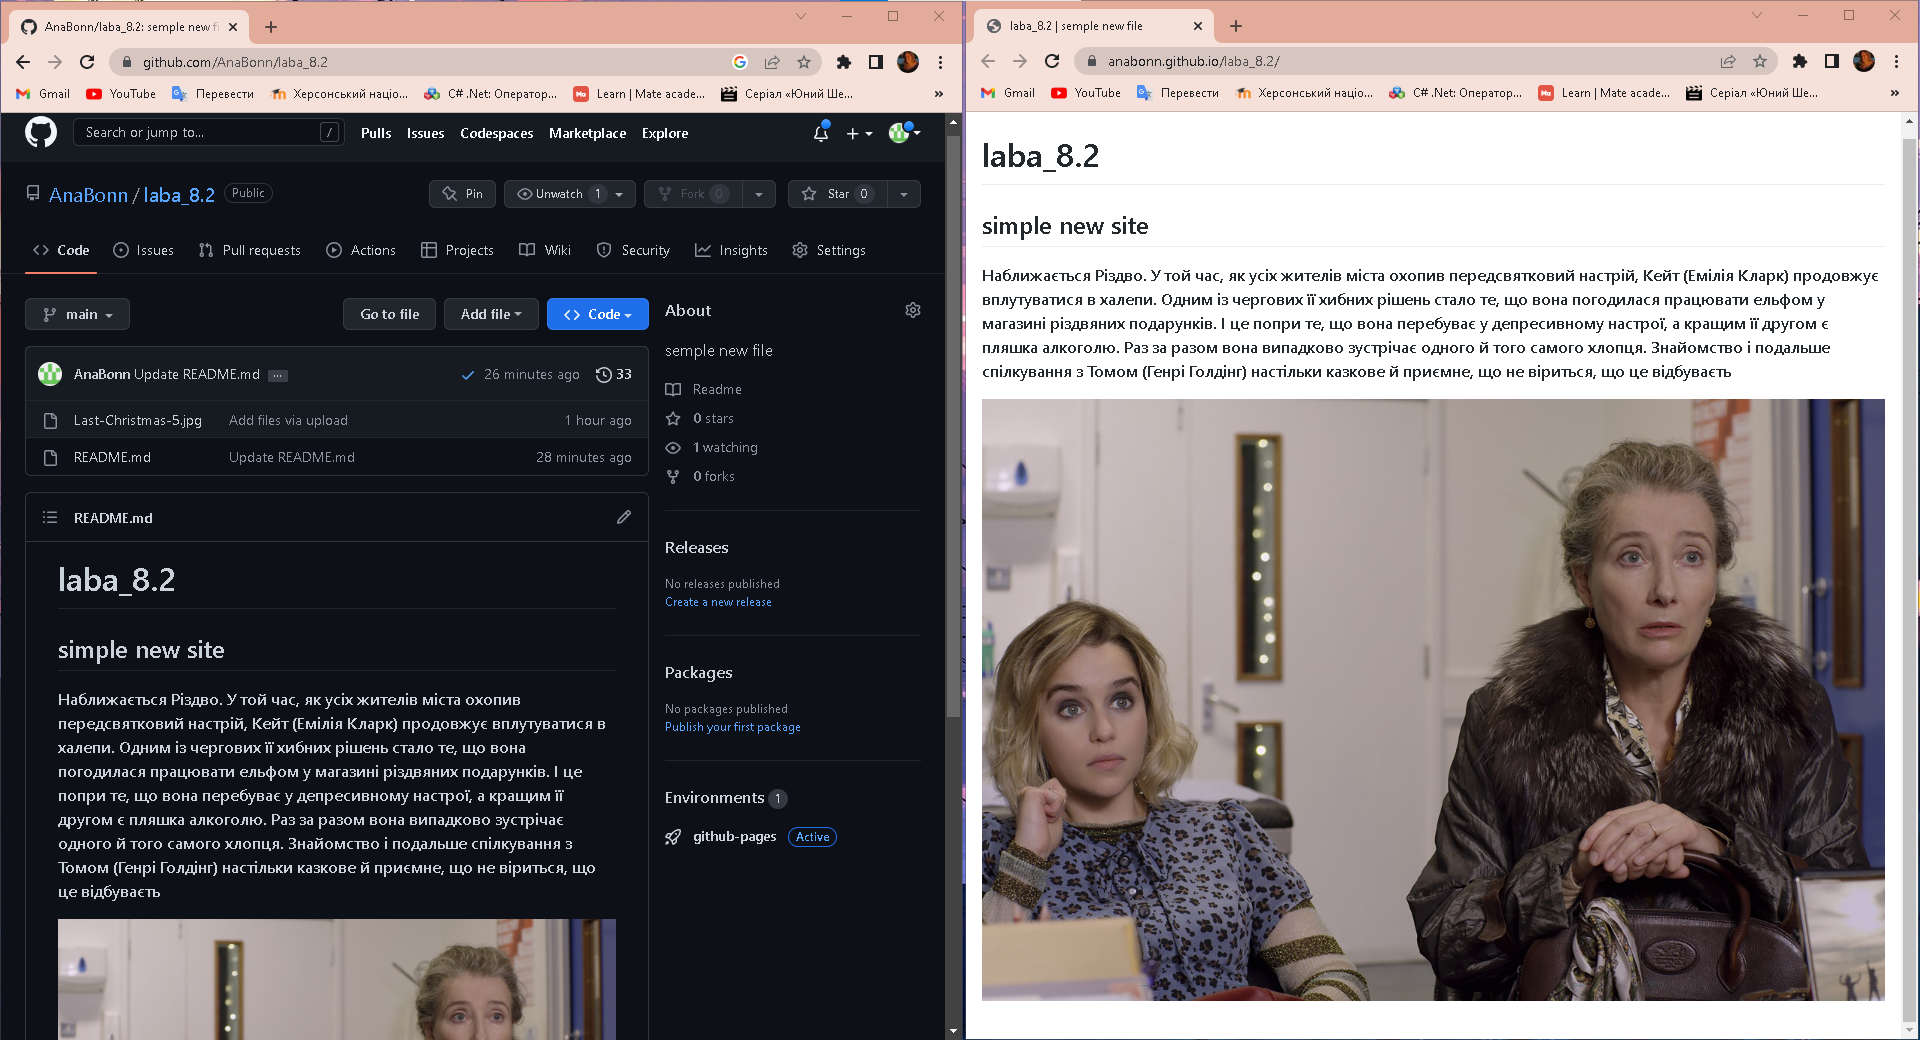 AnaBonn/laba_8.2: semple new fi
github.com/AnaBonn/laba_8.2
Gmail YouTube Перевести Херсонський націо... C# .Net: Оператор... Learn | Mate acade... Серіал «Юний Ше... »
Search or jump to... / Pulls Issues Codespaces Marketplace Explore
AnaBonn / laba_8.2 Public Pin Unwatch 1 Fork 0 Star 0
Code Issues Pull requests Actions Projects Wiki Security Insights Settings
main Go to file Add file Code
AnaBonn Update README.md ... 26 minutes ago 33
Last-Christmas-5.jpg Add files via upload 1 hour ago
README.md Update README.md 28 minutes ago
README.md
laba_8.2
simple new site
Наближається Різдво. У той час, як усіх жителів міста охопив
передсвятковий настрій, Кейт (Емілія Кларк) продовжує вплутуватися в
халепи. Одним із чергових її хибних рішень стало те, що вона
погодилася працювати ельфом у магазині різдвяних подарунків. І це
попри те, що вона перебуває у депресивному настрої, а кращим її
другом є пляшка алкоголю. Раз за разом вона випадково зустрічає
одного й того самого хлопця. Знайомство і подальше спілкування з
Томом (Генрі Голдінг) настільки казкове й приємне, що не віриться, що
це відбуваєть
About
semple new file
Readme
0 stars
1 watching
0 forks
Releases
No releases published
Create a new release
Packages
No packages published
Publish your first package
Environments 1
github-pages Active
laba_8.2 | semple new file
anabonn.github.io/laba_8.2/
Gmail YouTube Перевести Херсонський націо... C# .Net: Оператор... Learn | Mate acade... Серіал «Юний Ше... »
laba_8.2
simple new site
Наближається Різдво. У той час, як усіх жителів міста охопив передсвятковий настрій, Кейт (Емілія Кларк) продовжує
вплутуватися в халепи. Одним із чергових її хибних рішень стало те, що вона погодилася працювати ельфом у
магазині різдвяних подарунків. І це попри те, що вона перебуває у депресивному настрої, а кращим її другом є
пляшка алкоголю. Раз за разом вона випадково зустрічає одного й того самого хлопця. Знайомство і подальше
спілкування з Томом (Генрі Голдінг) настільки казкове й приємне, що не віриться, що це відбуваєть